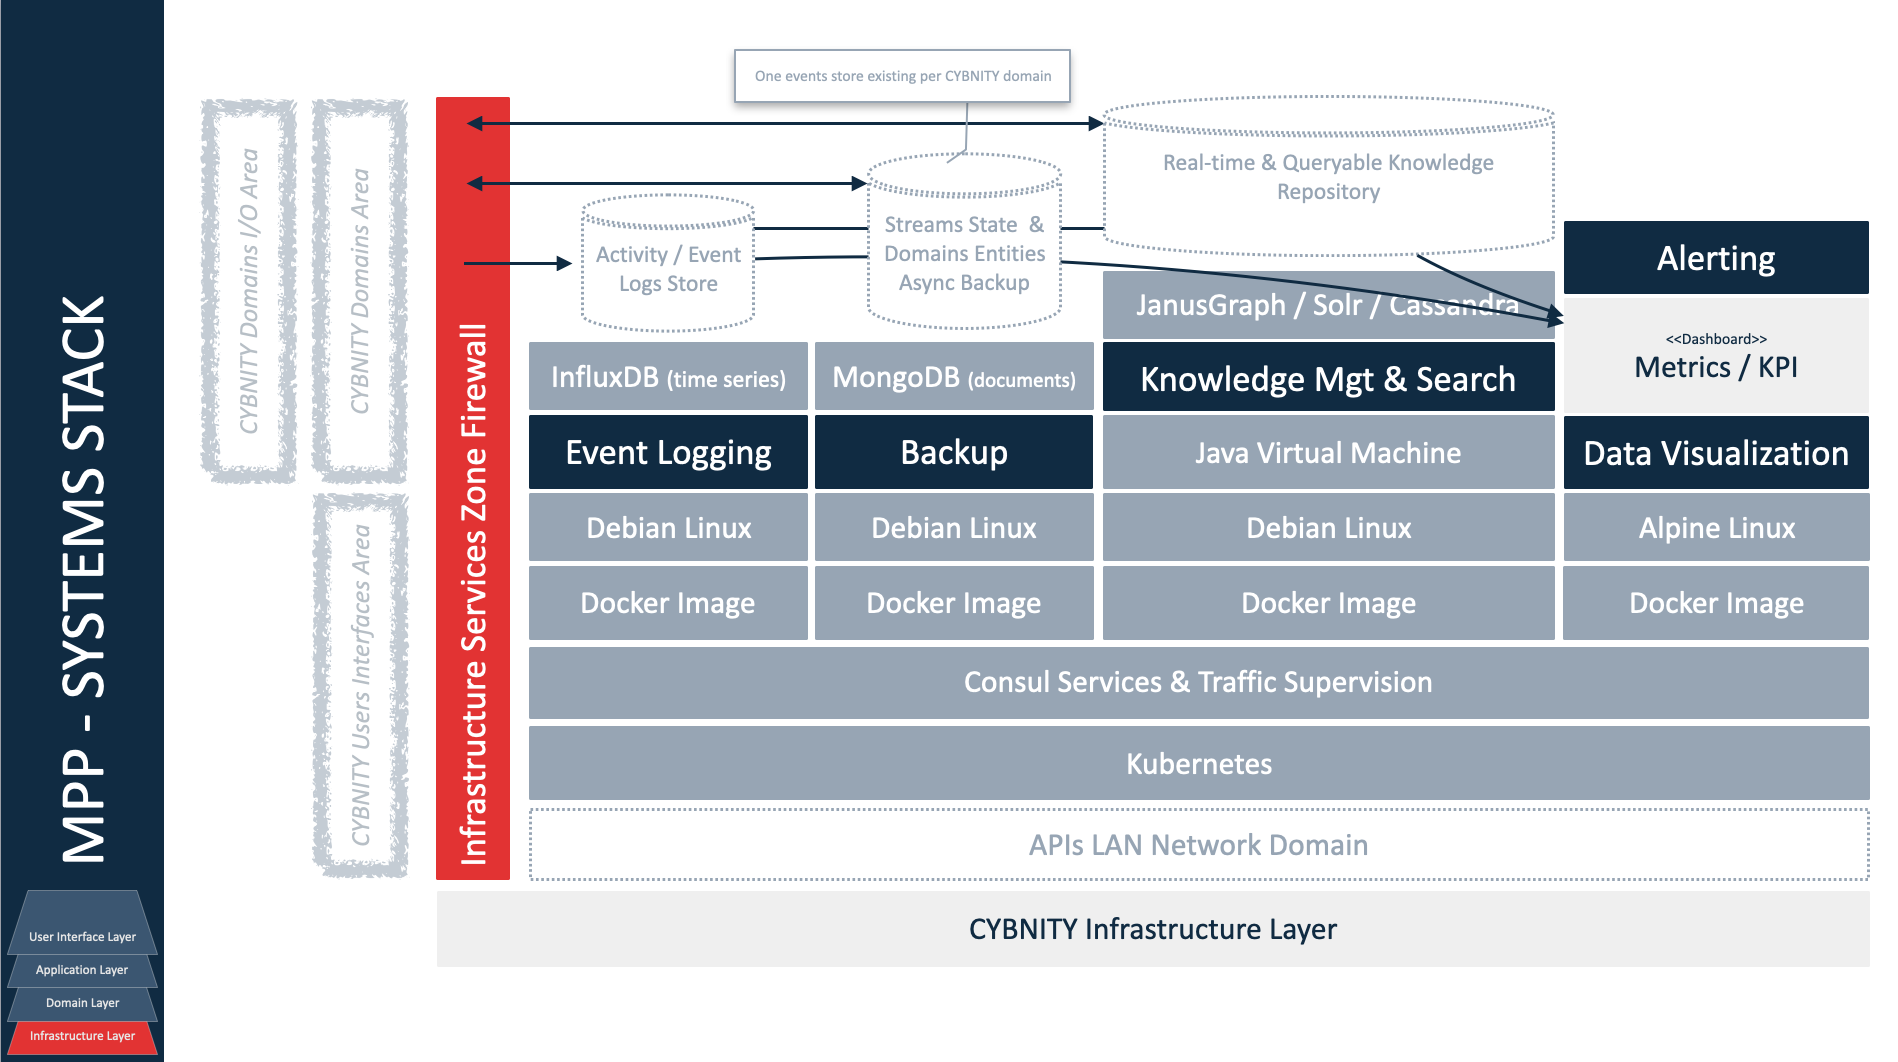 MPP - SYSTEMS STACK
User Interface Layer
Application Layer
Domain Layer
Infrastructure Layer
CYBNITY Domains I/O Area
CYBNITY Domains Area
CYBNITY Users Interfaces Area
Infrastructure Services Zone Firewall
One events store existing per CYBNITY domain
Activity / Event
Logs Store
Streams State &
Domains Entities
Async Backup
Real-time & Queryable Knowledge
Repository
InfluxDB (time series)
Event Logging
Debian Linux
Docker Image
MongoDB (documents)
Backup
Debian Linux
Docker Image
JanusGraph / Solr / Cassandra
Knowledge Mgt & Search
Java Virtual Machine
Debian Linux
Docker Image
Alerting
<<Dashboard>>
Metrics / KPI
Data Visualization
Alpine Linux
Docker Image
Consul Services & Traffic Supervision
Kubernetes
APIs LAN Network Domain
CYBNITY Infrastructure Layer